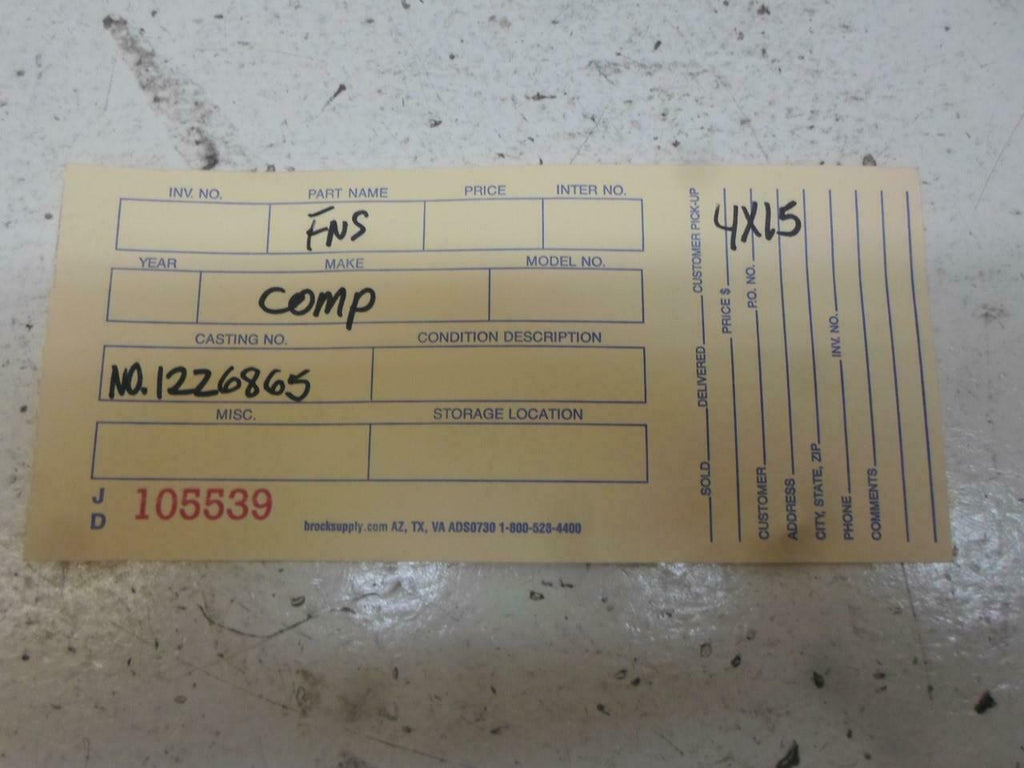 INV. NO. PART NAME PRICE INTER NO.
FNS
YEAR MAKE MODEL NO.
COMP
CASTING NO. CONDITION DESCRIPTION
NO. 1226865
MISC. STORAGE LOCATION
J D 105539
brocksupply.com AZ, TX, VA ADS0730 1-800-528-4400
SOLD DELIVERED CUSTOMER PICK-UP
PRICE $
4X15
CUSTOMER P.O. NO.
ADDRESS
CITY, STATE, ZIP
PHONE INV. NO.
COMMENTS